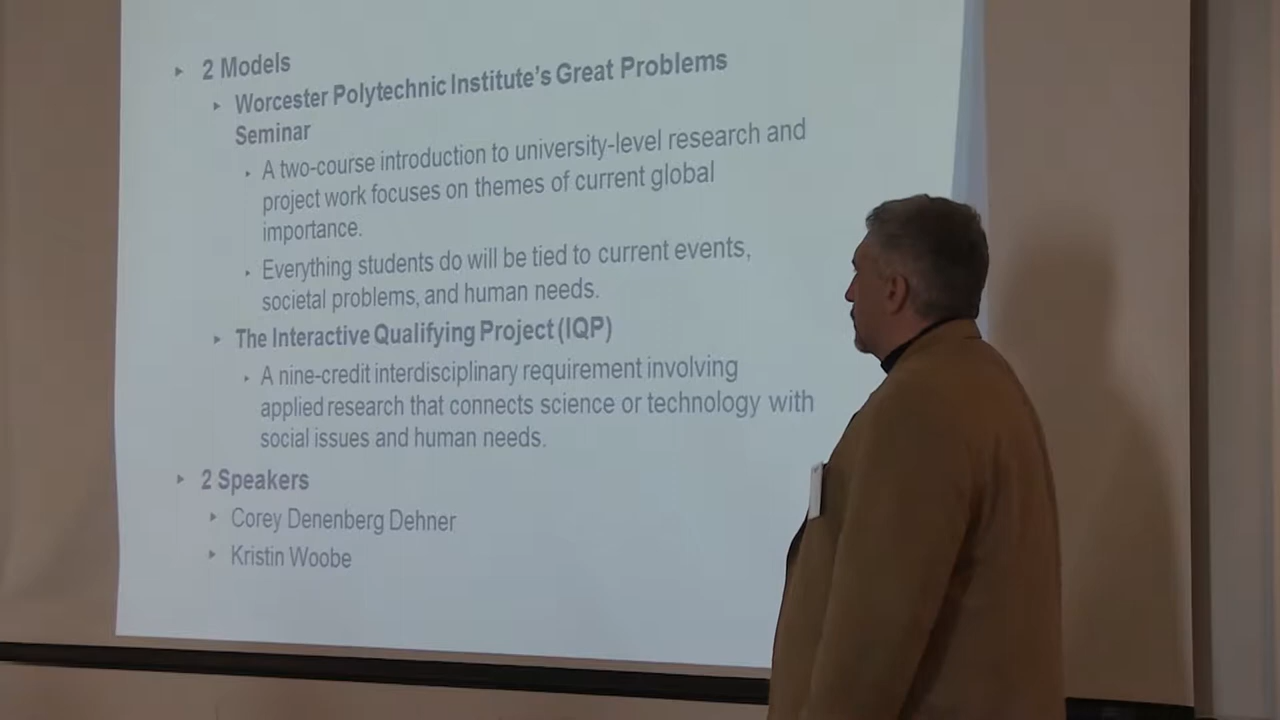 2 Models
Worcester Polytechnic Institute's Great Problems
Seminar
A two-course introduction to university-level research and
project work focuses on themes of current global
importance.
Everything students do will be tied to current events,
societal problems, and human needs.
The Interactive Qualifying Project (IQP)
A nine-credit interdisciplinary requirement involving
applied research that connects science or technology with
social issues and human needs.
2 Speakers
Corey Denenberg Dehner
Kristin Woobe